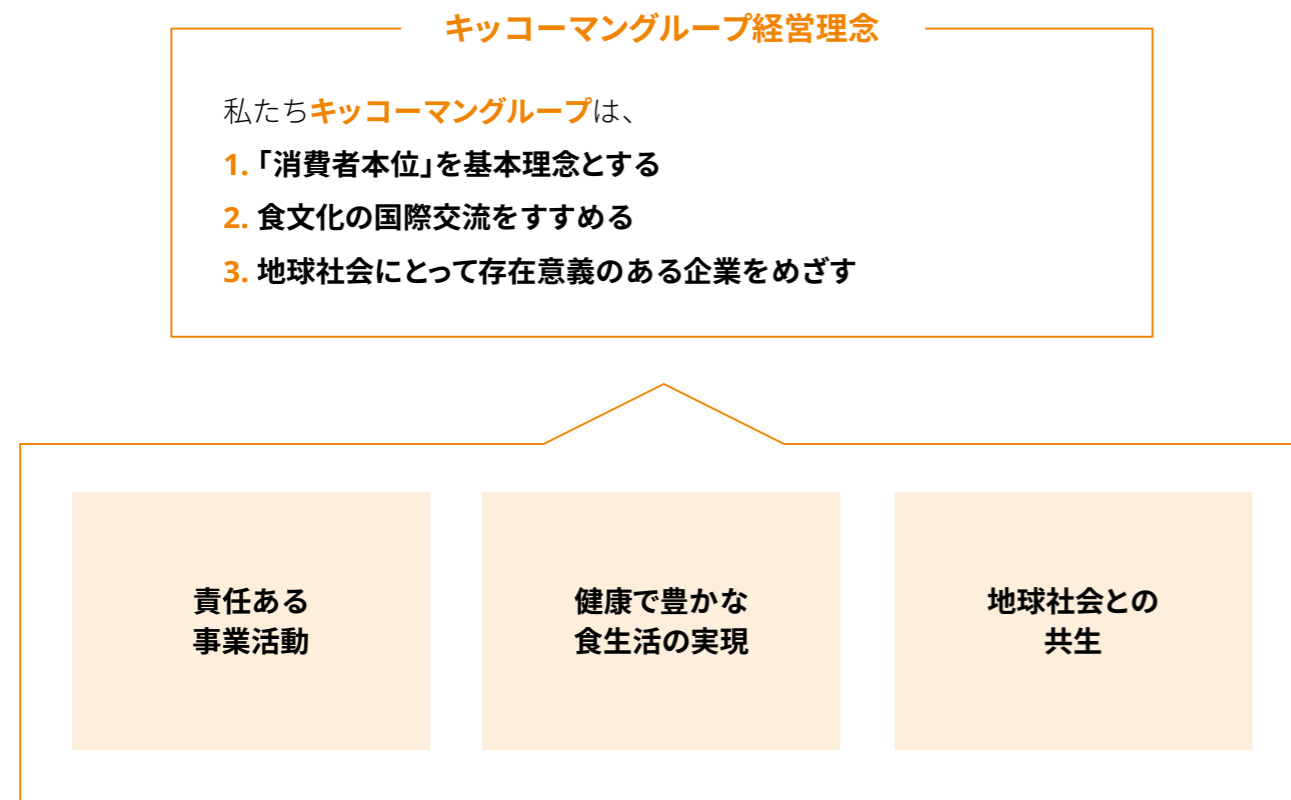 キッコーマングループ経営理念
私たちキッコーマングループは、
1. 「消費者本位」を基本理念とする
2. 食文化の国際交流をすすめる
3. 地球社会にとって存在意義のある企業をめざす
責任ある
事業活動
健康で豊かな
食生活の実現
地球社会との
共生